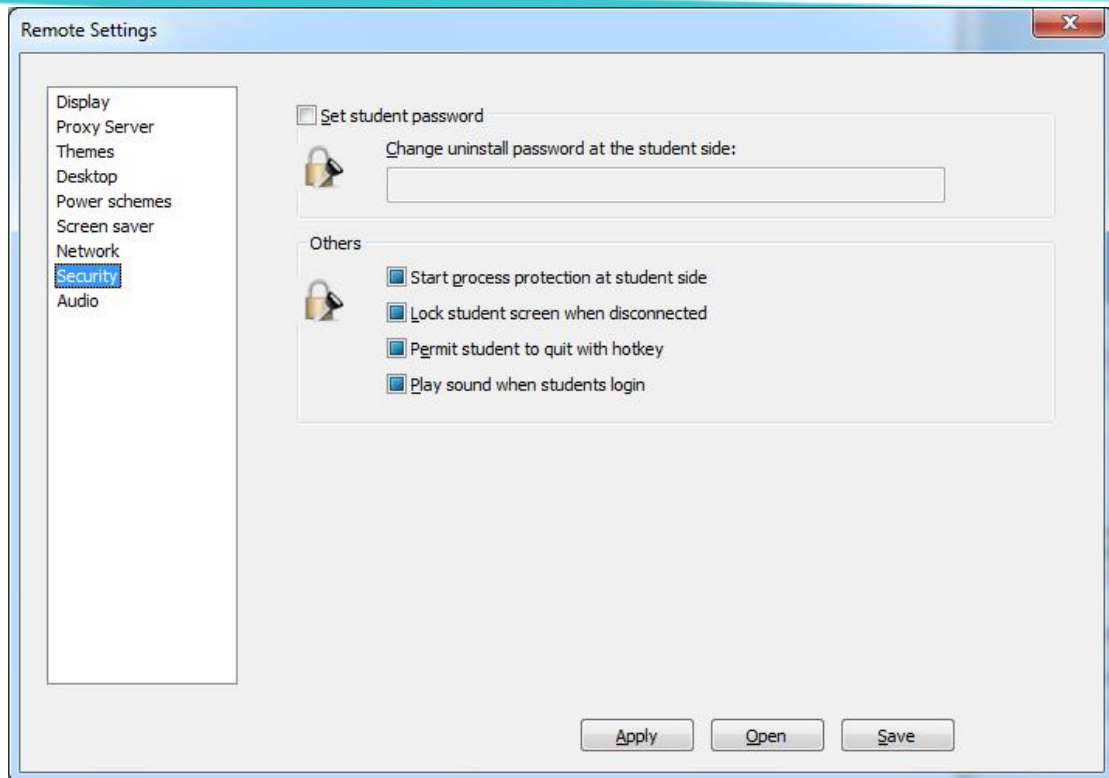 Remote Settings
Display
Proxy Server
Themes
Desktop
Power schemes
Screen saver
Network
Security
Audio
Set student password
Change uninstall password at the student side:
Others
Start process protection at student side
Lock student screen when disconnected
Permit student to quit with hotkey
Play sound when students login
Apply Open Save